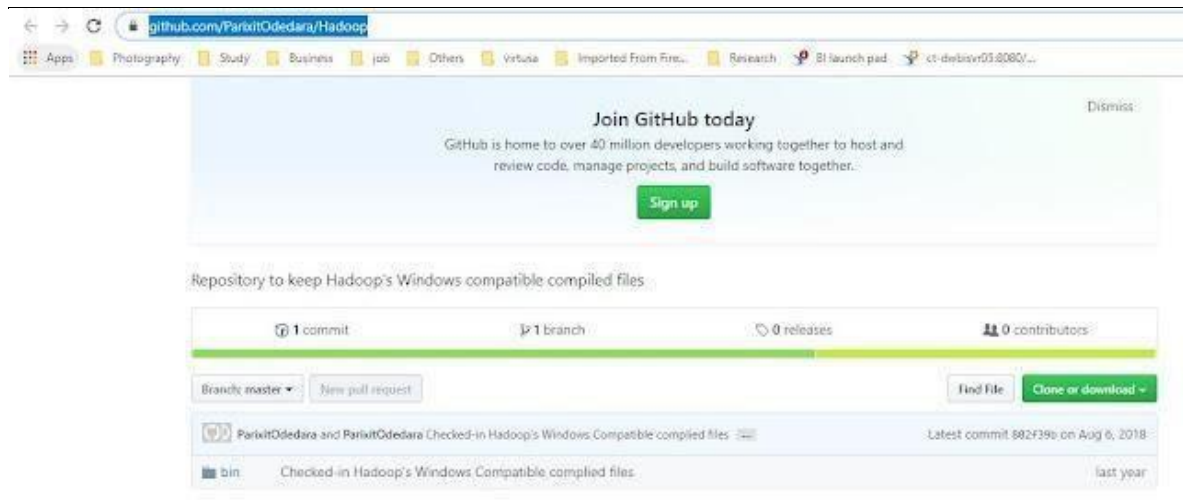 github.com/ParixitOdedara/Hadoop
Apps Photography Study Business job Others Virtusa Imported From Fire... Research BI launch pad ct-dwbisvr05:8080/...
Dismiss
Join GitHub today
GitHub is home to over 40 million developers working together to host and
review code, manage projects, and build software together.
Sign up
Repository to keep Hadoop's Windows compatible compiled files
1 commit 1 branch 0 releases 0 contributors
Branch: master New pull request Find File Clone or download
ParixitOdedara and ParixitOdedara Checked-in Hadoop's Windows Compatible complied files ... Latest commit on Aug 6, 2018
bin Checked-in Hadoop's Windows Compatible complied files last year